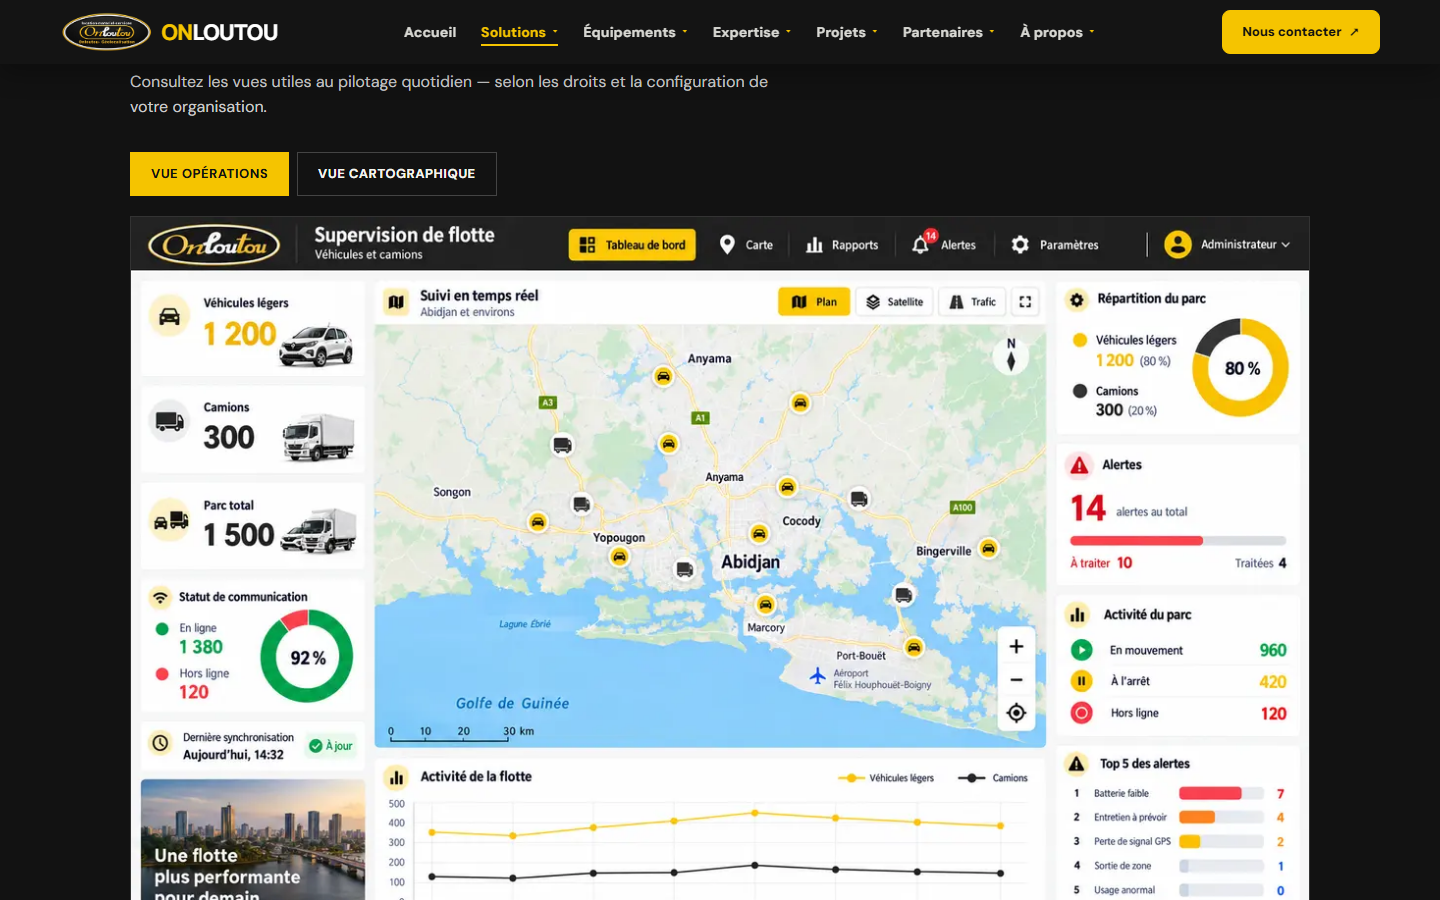 Onloutou
ONLOUTOU
Accueil
Solutions
Équipements
Expertise
Projets
Partenaires
À propos
Nous contacter ↗
Consultez les vues utiles au pilotage quotidien — selon les droits et la configuration de
votre organisation.
VUE OPÉRATIONS
VUE CARTOGRAPHIQUE
Onloutou
Supervision de flotte
Véhicules et camions
Tableau de bord
Carte
Rapports
14
Alertes
Paramètres
Administrateur
Véhicules légers
1 200
Camions
300
Parc total
1 500
Statut de communication
En ligne
1 380
Hors ligne
120
92 %
Dernière synchronisation
Aujourd'hui, 14:32
À jour
Une flotte
plus performante
pour demain
Suivi en temps réel
Abidjan et environs
Plan
Satellite
Trafic
N
Anyama
A3
A1
Anyama
Songon
A100
Cocody
Yopougon
Abidjan
Bingerville
Lagune Ébrié
Marcory
Port-Bouët
Aéroport
Félix Houphouët-Boigny
Golfe de Guinée
0 10 20 30 km
Activité de la flotte
Véhicules légers
Camions
500
400
300
200
100
Répartition du parc
Véhicules légers
1 200 (80 %)
Camions
300 (20 %)
80 %
Alertes
14 alertes au total
À traiter 10
Traitées 4
Activité du parc
En mouvement 960
À l'arrêt 420
Hors ligne 120
Top 5 des alertes
1 Batterie faible 7
2 Entretien à prévoir 4
3 Perte de signal GPS 2
4 Sortie de zone 1
5 Usage anormal 0